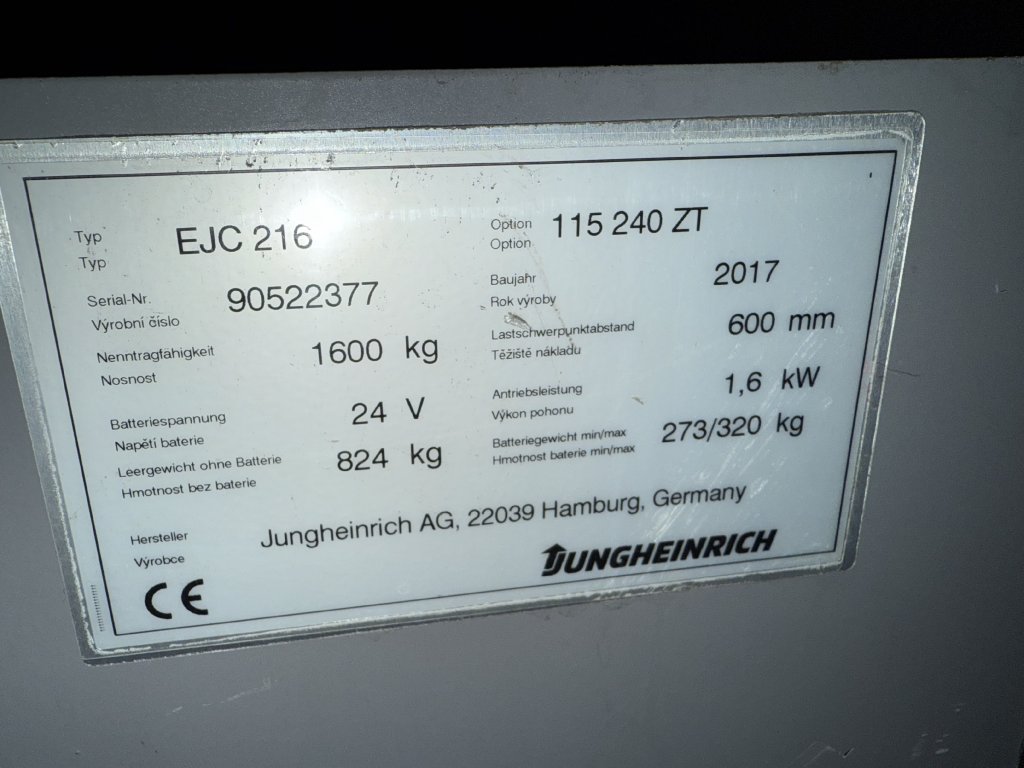 Typ EJC 216 Option 115 240 ZT
Typ Option
Serial-Nr. 90522377 Baujahr 2017
Výrobní číslo Rok výroby
Nenntragfähigkeit 1600 kg Lastschwerpunktabstand 600 mm
Nosnost Těžiště nákladu
Batteriespannung 24 V Antriebsleistung 1,6 kW
Napětí baterie Výkon pohonu
Leergewicht ohne Batterie 824 kg Batteriegewicht min/max 273/320 kg
Hmotnost bez baterie Hmotnost baterie min/max
Hersteller Jungheinrich AG, 22039 Hamburg, Germany
Výrobce
CE JUNGHEINRICH